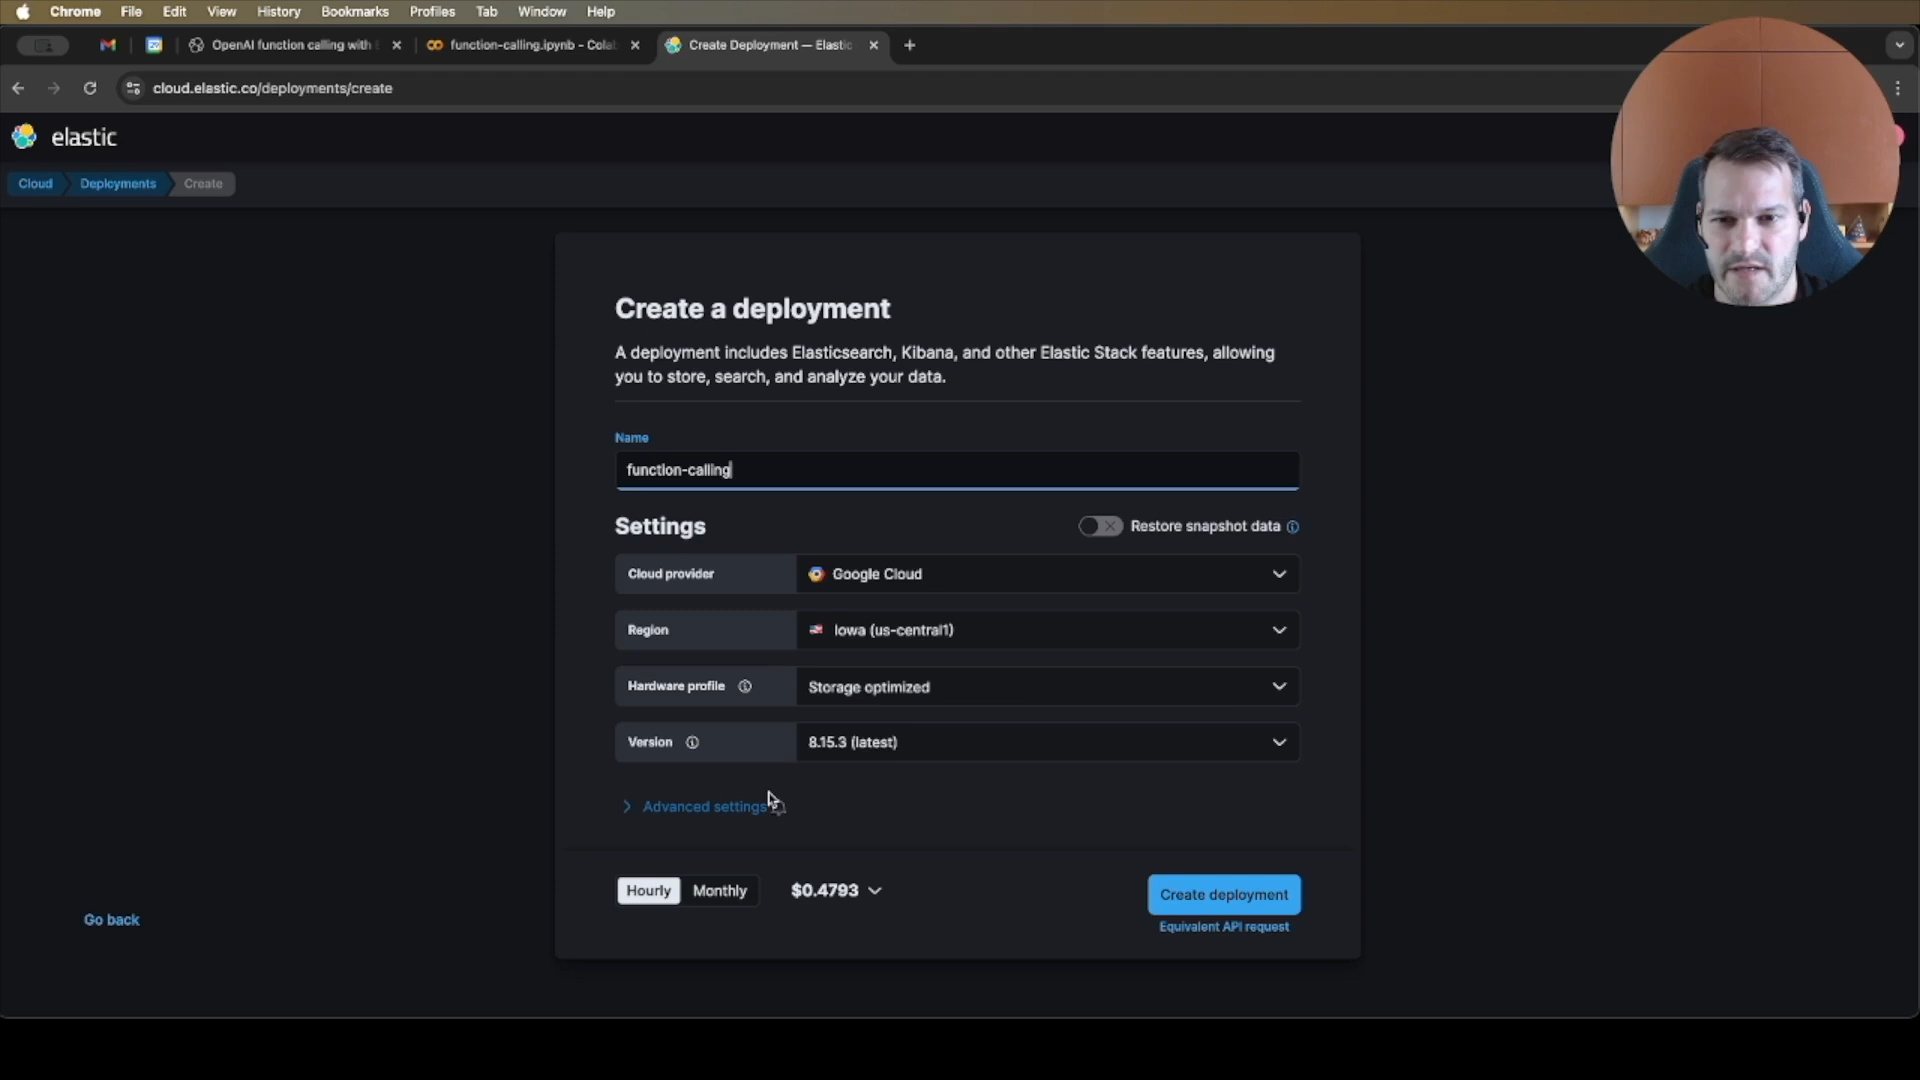 Chrome File Edit View History Bookmarks Profiles Tab Window Help
OpenAI function calling with
function-calling.ipynb - Cola
Create Deployment — Elastic
cloud.elastic.co/deployments/create
elastic
Cloud Deployments Create
Create a deployment
A deployment includes Elasticsearch, Kibana, and other Elastic Stack features, allowing
you to store, search, and analyze your data.
Name
function-calling
Settings
Restore snapshot data
Cloud provider Google Cloud
Region Iowa (us-central1)
Hardware profile Storage optimized
Version 8.15.3 (latest)
Advanced settings
Hourly Monthly $0.4793
Create deployment
Equivalent API request
Go back